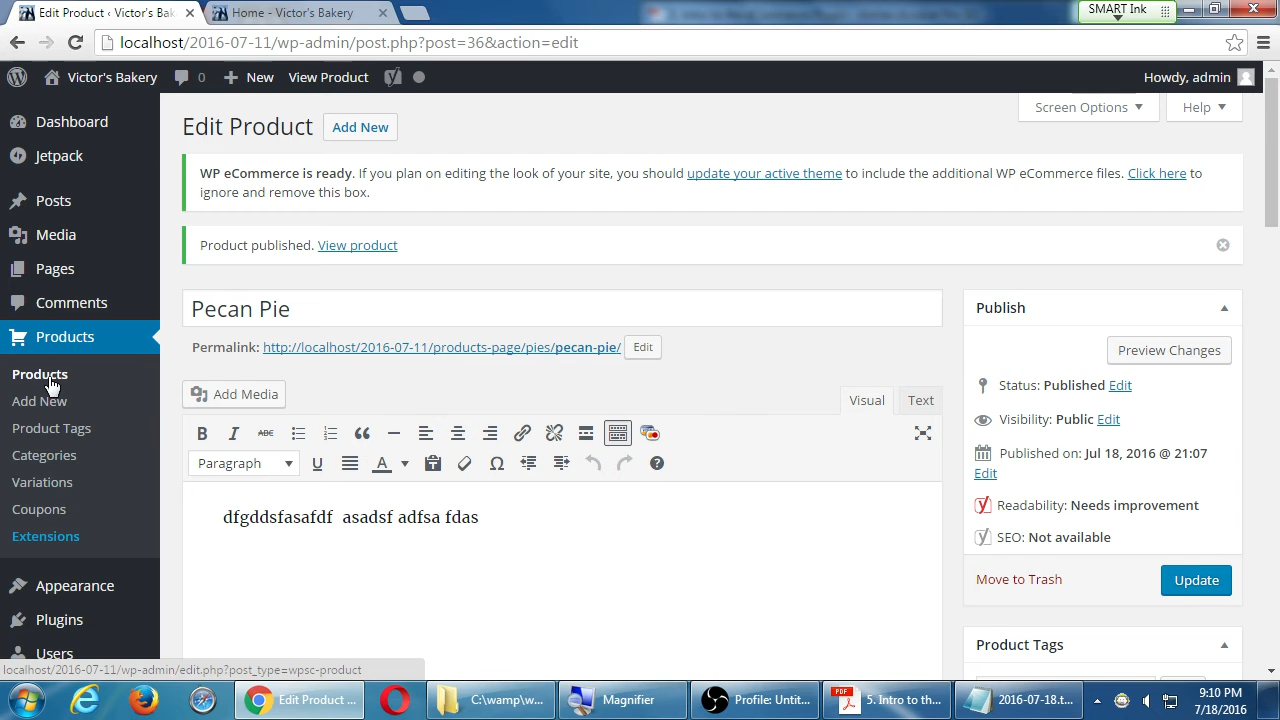 Edit Product ‹ Victor's Ba
Home - Victor's Bakery
SMART Ink
localhost/2016-07-11/wp-admin/post.php?post=36&action=edit
Victor's Bakery
0
New
View Product
Howdy, admin
Dashboard
Jetpack
Posts
Media
Pages
Comments
Products
Products
Add New
Product Tags
Categories
Variations
Coupons
Extensions
Appearance
Plugins
Users
Screen Options
Help
Edit Product
Add New
WP eCommerce is ready. If you plan on editing the look of your site, you should update your active theme to include the additional WP eCommerce files. Click here to
ignore and remove this box.
Product published. View product
Pecan Pie
Permalink: http://localhost/2016-07-11/products-page/pies/pecan-pie/
Edit
Add Media
Visual
Text
B I ABC
Paragraph
U
A
dfgddsfasafdf asadsf adfsa fdas
Publish
Preview Changes
Status: Published Edit
Visibility: Public Edit
Published on: Jul 18, 2016 @ 21:07
Edit
Readability: Needs improvement
SEO: Not available
Move to Trash
Update
Product Tags
localhost/2016-07-11/wp-admin/edit.php?post_type=wpsc-product
Edit Product ...
C:\wamp\w...
Magnifier
Profile: Untit...
PDF
5. Intro to th...
2016-07-18.t...
9:10 PM
7/18/2016